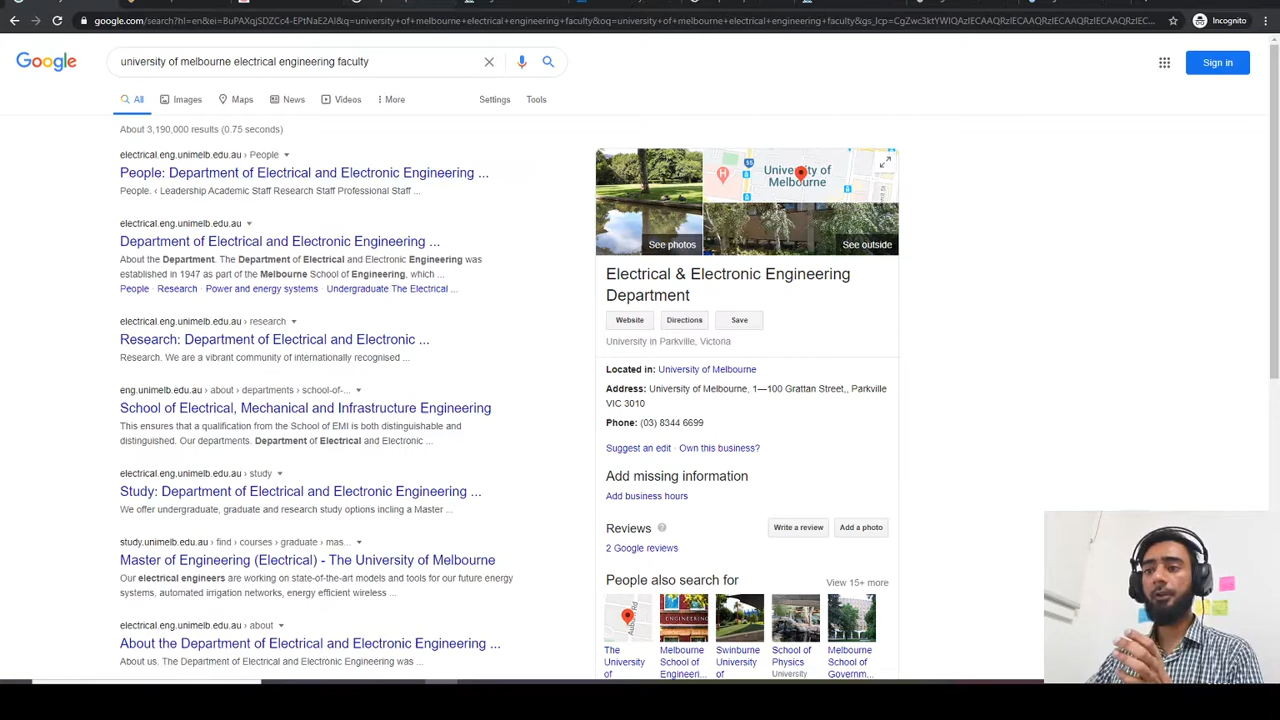 google.com/search?hl=en&ei=BuPAXqjSDZCc4-EPtNaE2AI&q=university+of+melbourne+electrical+engineering+faculty&oq=university+of+melbourne+electrical+engineering+faculty&gs_lcp=CgZwc3ktYWIQAzIECAAQRzIECAAQRzIECAAQRzIECAAQRzIECAAQRzIECAAQRzIEC...
Incognito
Google
university of melbourne electrical engineering faculty
Sign in
All
Images
Maps
News
Videos
More
Settings
Tools
About 3,190,000 results (0.75 seconds)
electrical.eng.unimelb.edu.au › People
People: Department of Electrical and Electronic Engineering ...
People. ‹ Leadership Academic Staff Research Staff Professional Staff ...
electrical.eng.unimelb.edu.au
Department of Electrical and Electronic Engineering ...
About the Department. The Department of Electrical and Electronic Engineering was
established in 1947 as part of the Melbourne School of Engineering, which ...
People · Research · Power and energy systems · Undergraduate The Electrical ...
electrical.eng.unimelb.edu.au › research
Research: Department of Electrical and Electronic ...
Research. We are a vibrant community of internationally recognised ...
eng.unimelb.edu.au › about › departments › school-of-...
School of Electrical, Mechanical and Infrastructure Engineering
This ensures that a qualification from the School of EMI is both distinguishable and
distinguished. Our departments. Department of Electrical and Electronic ...
electrical.eng.unimelb.edu.au › study
Study: Department of Electrical and Electronic Engineering ...
We offer undergraduate, graduate and research study options incling a Master ...
study.unimelb.edu.au › find › courses › graduate › mas...
Master of Engineering (Electrical) - The University of Melbourne
Our electrical engineers are working on state-of-the-art models and tools for our future energy
systems, automated irrigation networks, energy efficient wireless ...
electrical.eng.unimelb.edu.au › about
About the Department of Electrical and Electronic Engineering ...
About us. The Department of Electrical and Electronic Engineering was ...
University of
Melbourne
See photos
See outside
Electrical & Electronic Engineering
Department
Website
Directions
Save
University in Parkville, Victoria
Located in: University of Melbourne
Address: University of Melbourne, 1—100 Grattan Street,, Parkville
VIC 3010
Phone: (03) 8344 6699
Suggest an edit · Own this business?
Add missing information
Add business hours
Reviews
Write a review
Add a photo
2 Google reviews
People also search for
View 15+ more
The
University
of
Melbourne
School of
Engineeri...
Swinburne
University
of
School of
Physics
University
Melbourne
School of
Governm...